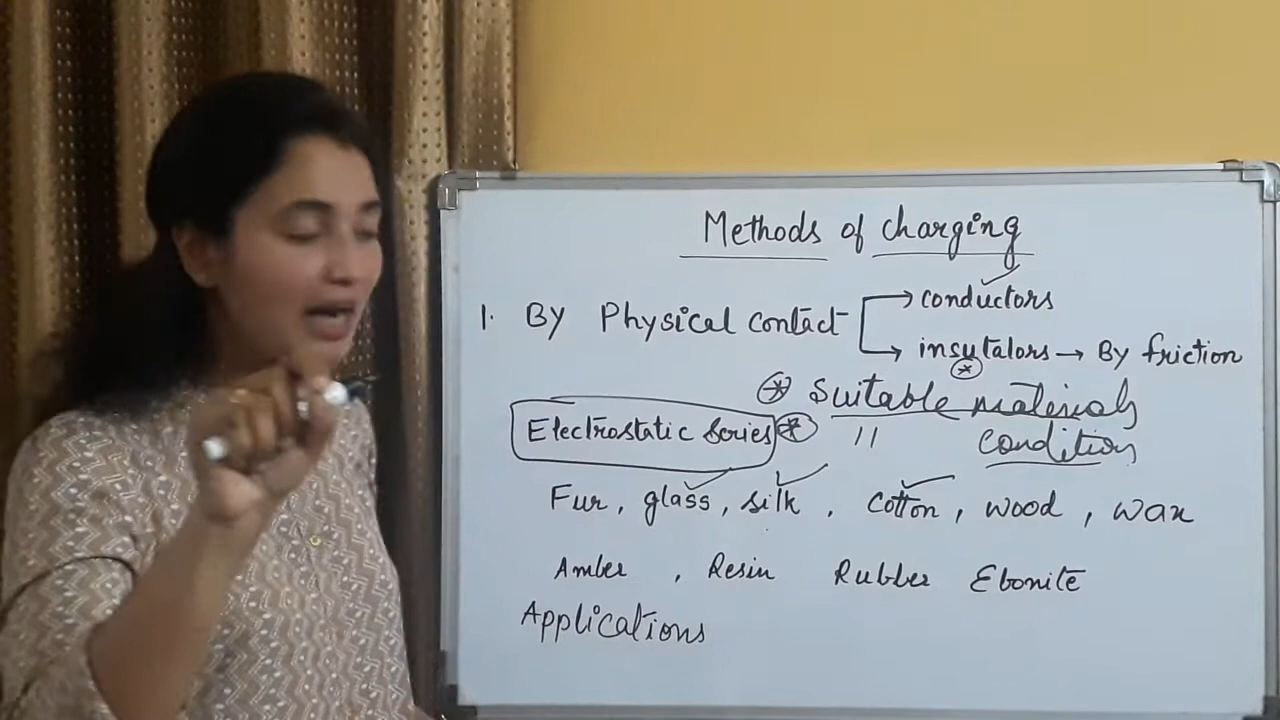 Methods of charging
1. By Physical contact → conductors
→ insulators → By friction
* Suitable materials
Electrostatic Series * " condition
Fur, glass, silk, cotton, wood, wax
Amber, Resin Rubber Ebonite
Applications